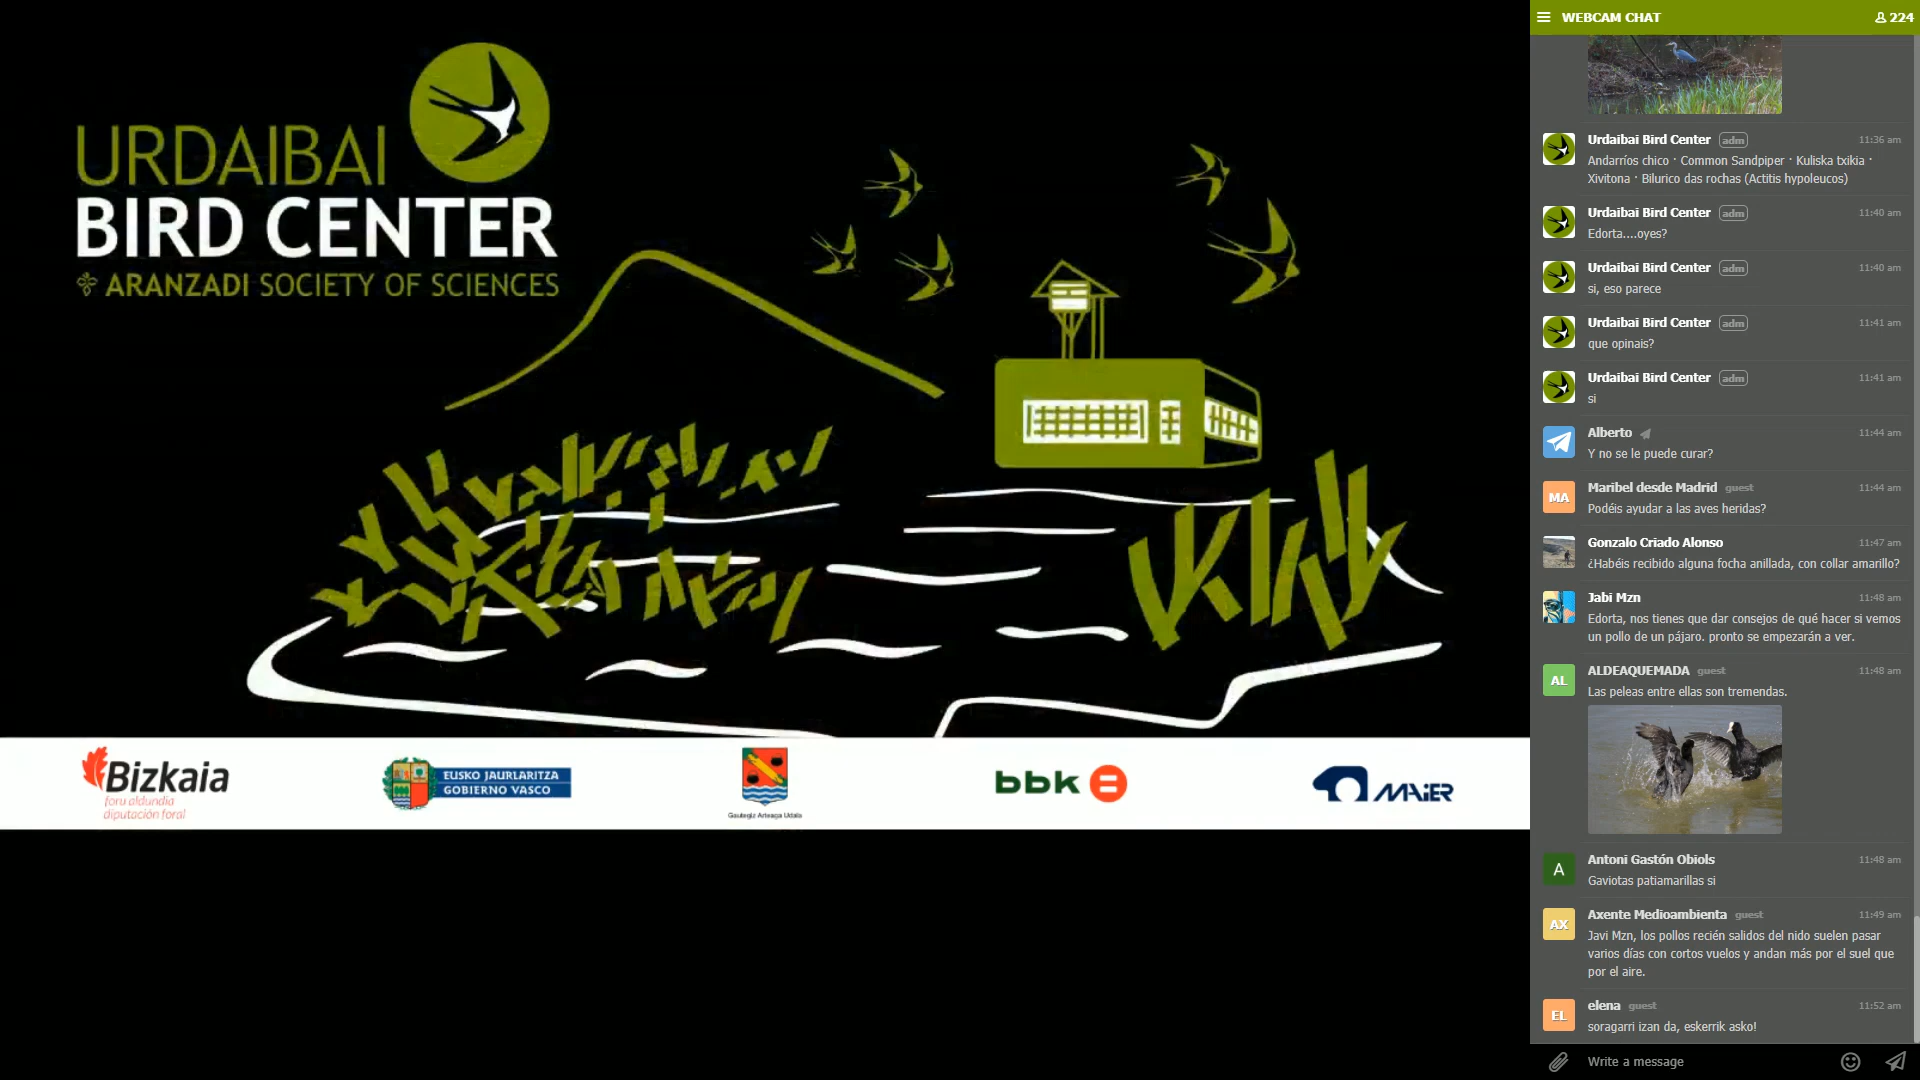 URDAIBAI
BIRD CENTER
ARANZADI SOCIETY OF SCIENCES
Bizkaia
foru aldundia
diputación foral
EUSKO JAURLARITZA
GOBIERNO VASCO
Gautegiz Arteaga Udala
bbk
MAIER
WEBCAM CHAT
224
Urdaibai Bird Center adm 11:36 am
Andarríos chico · Common Sandpiper · Kuliska txikia ·
Xivitona · Bilurico das rochas (Actitis hypoleucos)
Urdaibai Bird Center adm 11:40 am
Edorta....oyes?
Urdaibai Bird Center adm 11:40 am
si, eso parece
Urdaibai Bird Center adm 11:41 am
que opinais?
Urdaibai Bird Center adm 11:41 am
si
Alberto 11:44 am
Y no se le puede curar?
MA
Maribel desde Madrid guest 11:44 am
Podéis ayudar a las aves heridas?
Gonzalo Criado Alonso 11:47 am
¿Habéis recibido alguna focha anillada, con collar amarillo?
Jabi Mzn 11:48 am
Edorta, nos tienes que dar consejos de qué hacer si vemos
un pollo de un pájaro. pronto se empezarán a ver.
AL
ALDEAQUEMADA guest 11:48 am
Las peleas entre ellas son tremendas.
A
Antoni Gastón Obiols 11:48 am
Gaviotas patiamarillas si
AX
Axente Medioambienta guest 11:49 am
Javi Mzn, los pollos recién salidos del nido suelen pasar
varios días con cortos vuelos y andan más por el suel que
por el aire.
EL
elena guest 11:52 am
soragarri izan da, eskerrik asko!
Write a message